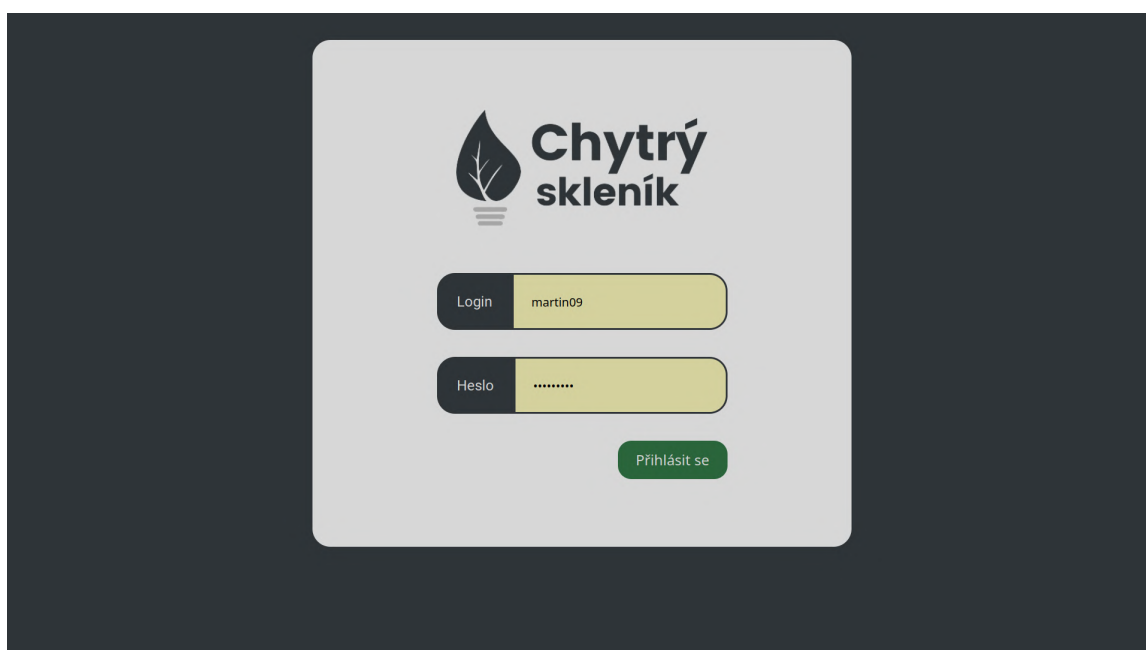 Chytrý
skleník
Login martin09
Heslo •••••••••
Přihlásit se